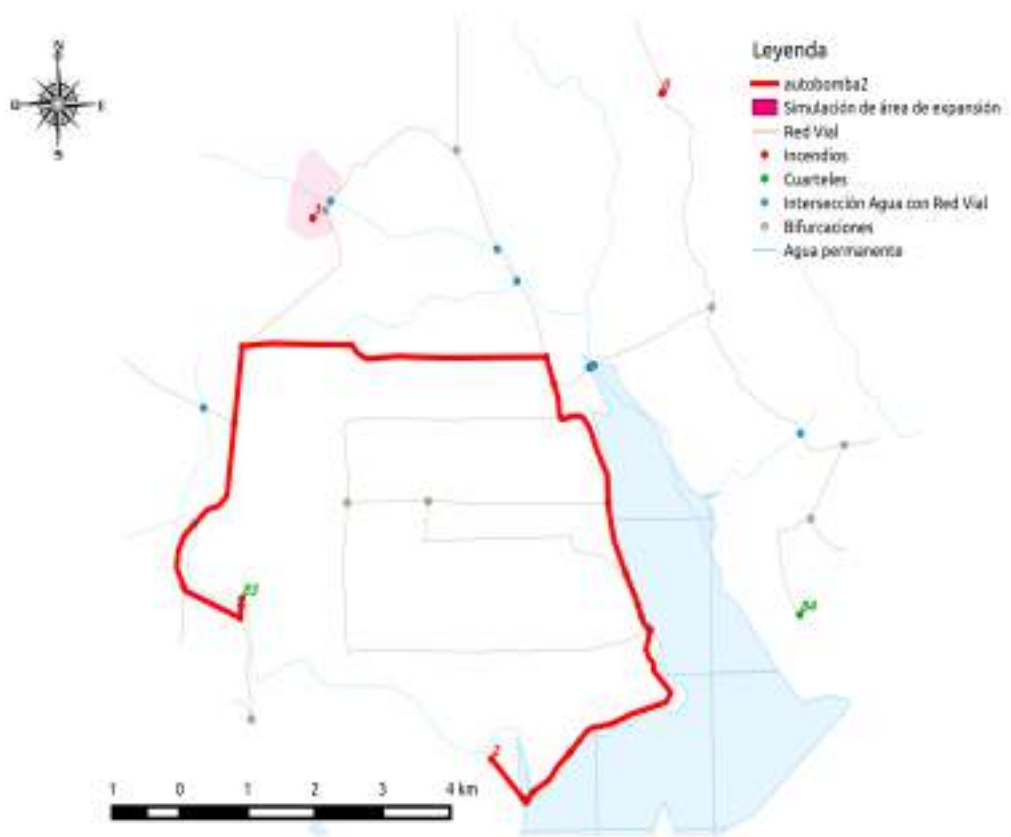 N
Leyenda
autobomba2
Simulación de área de expansión
Red Vial
Incendios
Cuarteles
Intersección Agua con Red Vial
Bifurcaciones
Agua permanente
O E
S
2
1 0 1 2 3 4 km